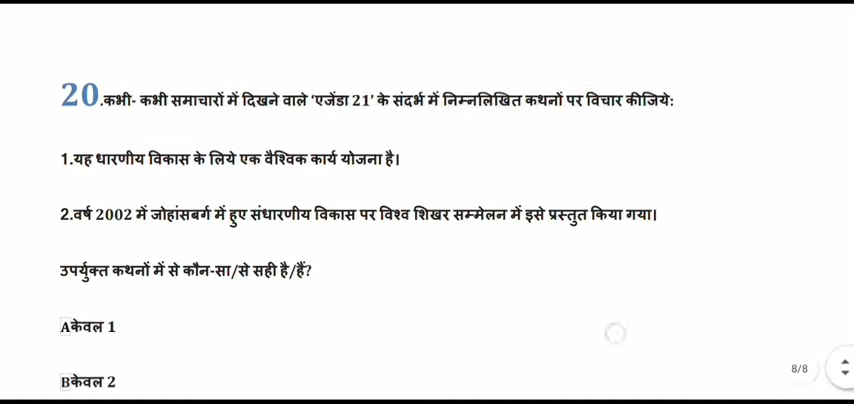 20.कभी- कभी समाचारों में दिखने वाले ‘एजेंडा 21’ के संदर्भ में निम्नलिखित कथनों पर विचार कीजिये:
1.यह धारणीय विकास के लिये एक वैश्विक कार्य योजना है।
2.वर्ष 2002 में जोहांसबर्ग में हुए संधारणीय विकास पर विश्व शिखर सम्मेलन में इसे प्रस्तुत किया गया।
उपर्युक्त कथनों में से कौन-सा/से सही है/हैं?
Aकेवल 1
8/8
Bकेवल 2